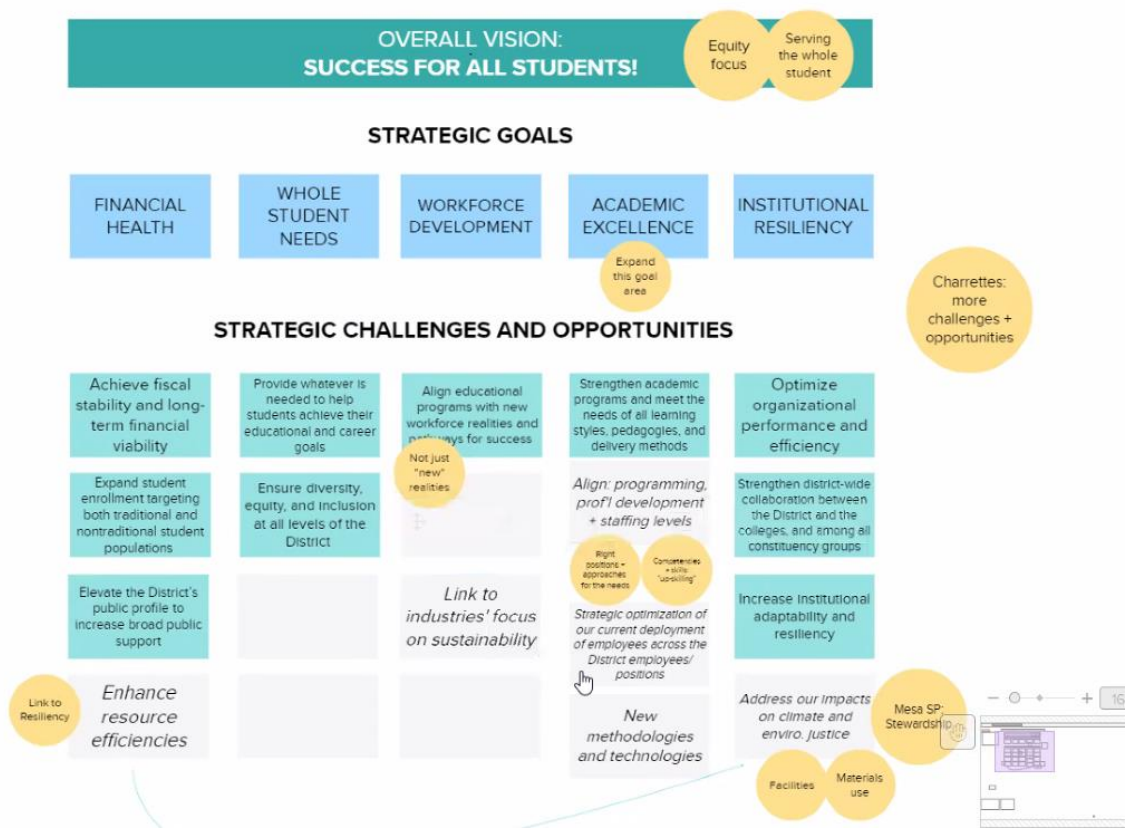 OVERALL VISION:
SUCCESS FOR ALL STUDENTS!
Equity
focus
Serving
the whole
student
STRATEGIC GOALS
FINANCIAL
HEALTH
WHOLE
STUDENT
NEEDS
WORKFORCE
DEVELOPMENT
ACADEMIC
EXCELLENCE
INSTITUTIONAL
RESILIENCY
Expand
this goal
area
Charrettes:
more
challenges +
opportunities
STRATEGIC CHALLENGES AND OPPORTUNITIES
Achieve fiscal
stability and long-
term financial
viability
Provide whatever is
needed to help
students achieve their
educational and career
goals
Align educational
programs with new
workforce realities and
pathways for success
Strengthen academic
programs and meet the
needs of all learning
styles, pedagogies, and
delivery methods
Optimize
organizational
performance and
efficiency
Not just
"new"
realities
Expand student
enrollment targeting
both traditional and
nontraditional student
populations
Ensure diversity,
equity, and inclusion
at all levels of the
District
Align: programming,
prof'l development
+ staffing levels
Strengthen district-wide
collaboration between
the District and the
colleges, and among all
constituency groups
Right
positions +
approaches
for the needs
Competencies
+ skills:
"up-skilling"
Elevate the District's
public profile to
increase broad public
support
Link to
industries' focus
on sustainability
Strategic optimization of
our current deployment
of employees across the
District employees/
positions
Increase institutional
adaptability and
resiliency
Link to
Resiliency
Enhance
resource
efficiencies
New
methodologies
and technologies
Address our impacts
on climate and
enviro. justice
Mesa SP:
Stewardship
Facilities
Materials
use
16